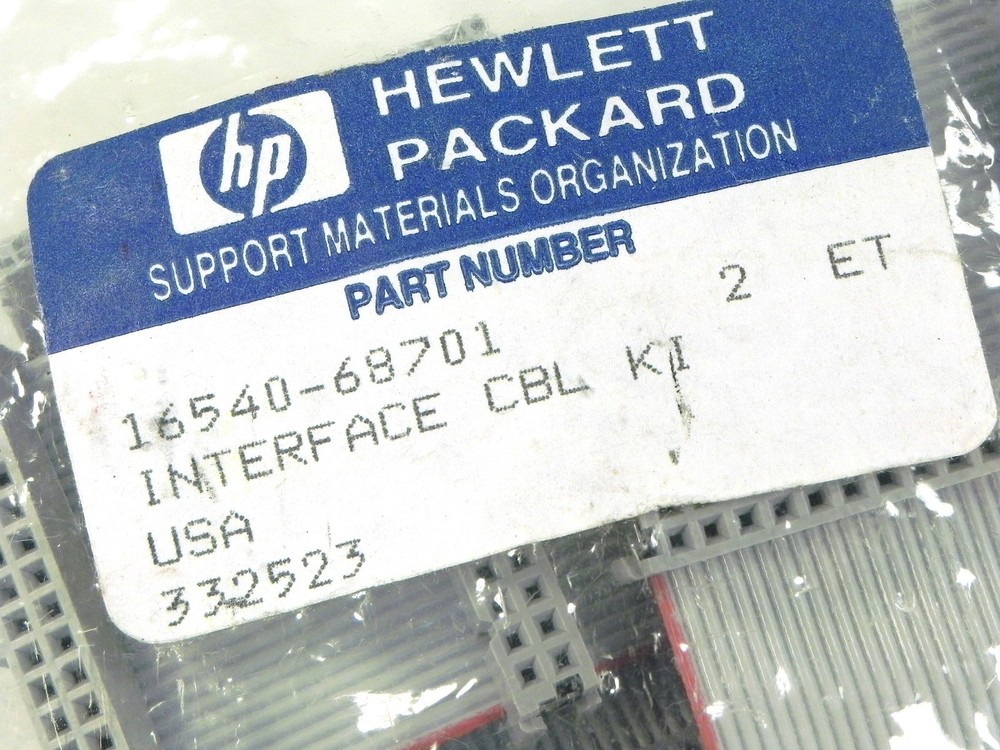 hp HEWLETT
PACKARD
SUPPORT MATERIALS ORGANIZATION
PART NUMBER
16540-68701 2 ET
INTERFACE CBL KI
USA
332523